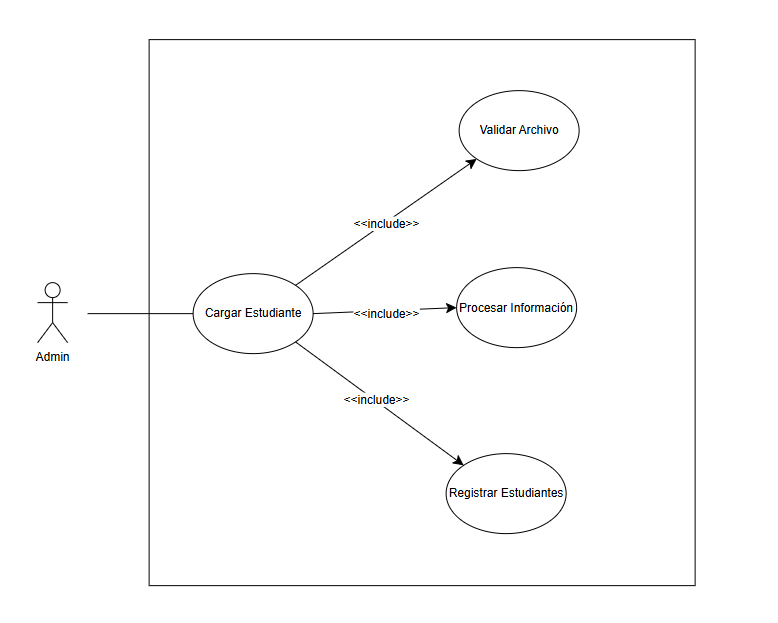 Validar Archivo
<<include>>
Cargar Estudiante
<<include>>
Procesar Información
Admin
<<include>>
Registrar Estudiantes